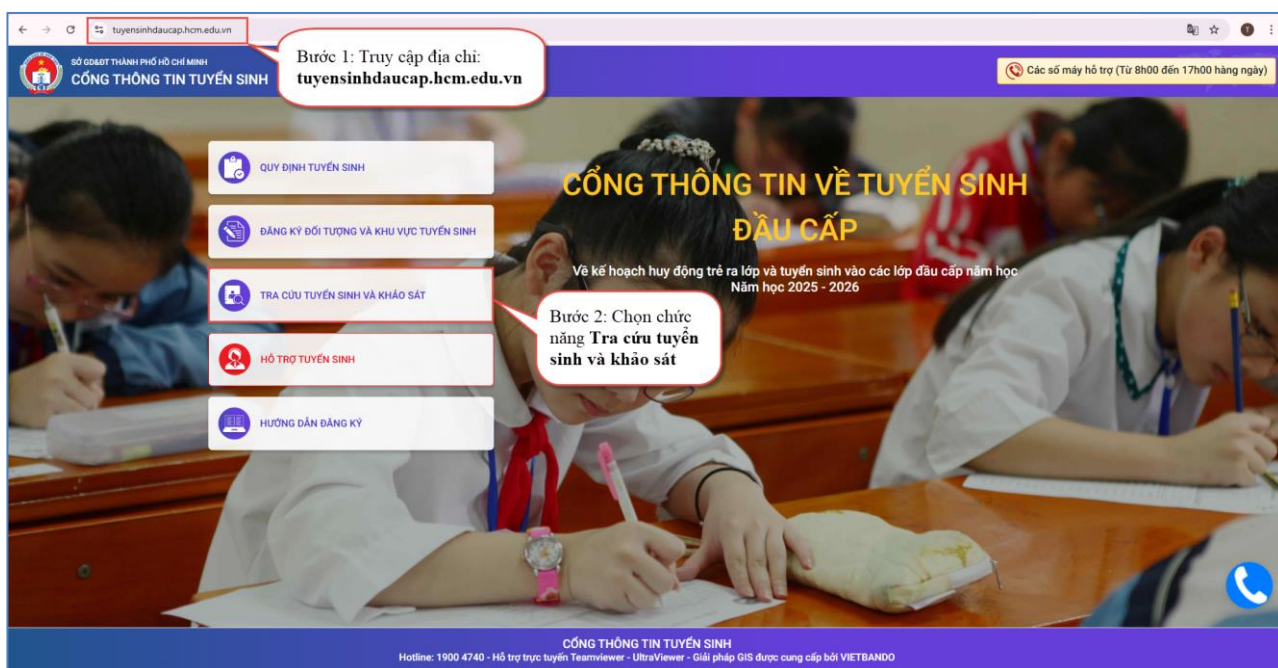 tuyensinhdaucap.hcm.edu.vn
T
Bước 1: Truy cập địa chỉ:
tuyensinhdaucap.hcm.edu.vn
SỞ GD&ĐT THÀNH PHỐ HỒ CHÍ MINH
CỔNG THÔNG TIN TUYỂN SINH
Các số máy hỗ trợ (Từ 8h00 đến 17h00 hàng ngày)
QUY ĐỊNH TUYỂN SINH
ĐĂNG KÝ ĐỐI TƯỢNG VÀ KHU VỰC TUYỂN SINH
TRA CỨU TUYỂN SINH VÀ KHẢO SÁT
HỖ TRỢ TUYỂN SINH
HƯỚNG DẪN ĐĂNG KÝ
CỔNG THÔNG TIN VỀ TUYỂN SINH
ĐẦU CẤP
Về kế hoạch huy động trẻ ra lớp và tuyển sinh vào các lớp đầu cấp năm học
Năm học 2025 - 2026
Bước 2: Chọn chức
năng Tra cứu tuyển
sinh và khảo sát
CỔNG THÔNG TIN TUYỂN SINH
Hotline: 1900 4740 - Hỗ trợ trực tuyến Teamviewer - UltraViewer - Giải pháp GIS được cung cấp bởi VIETBANDO